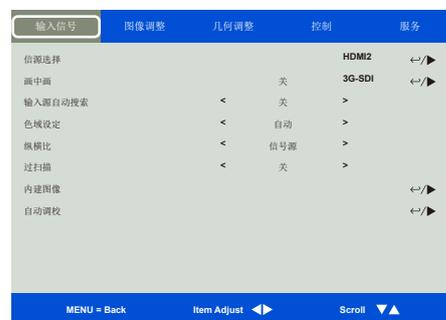 输入信号 图像调整 几何调整 控制 服务
信源选择 HDMI2 ↩/▶
画中画 关 3G-SDI ↩/▶
输入源自动搜索 < 关 >
色域设定 < 自动 >
纵横比 < 信号源 >
过扫描 < 关 >
内建图像 ↩/▶
自动调校 ↩/▶
MENU = Back Item Adjust ◀▶ Scroll ▼▲